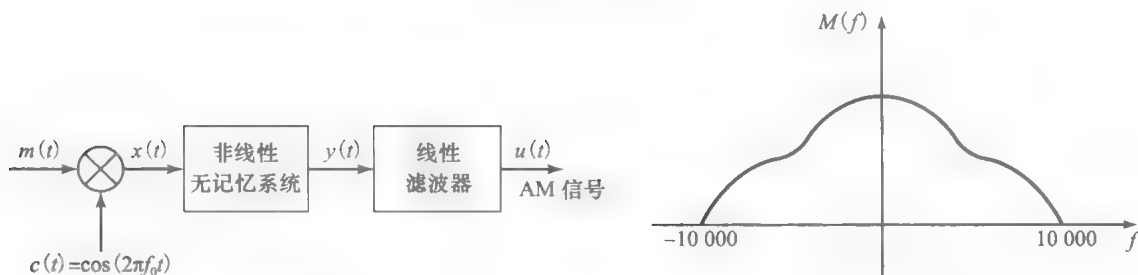 M(f)
m(t)
x(t)
非线性
无记忆系统
y(t)
线性
滤波器
u(t)
AM 信号
c(t)=cos(2πf₀t)
-10 000
10 000
f